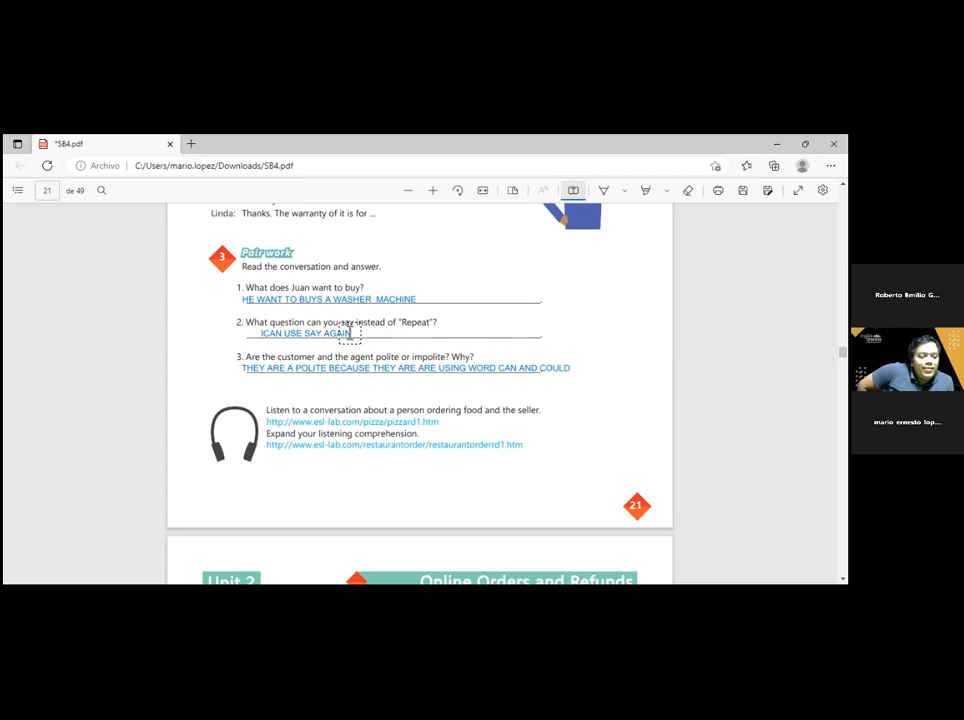 *SB4.pdf
Archivo
C:/Users/mario.lopez/Downloads/SB4.pdf
21
de 49
Linda: Thanks. The warranty of it is for ...
3
Pair work
Read the conversation and answer.
1. What does Juan want to buy?
HE WANT TO BUYS A WASHER MACHINE
2. What question can you instead of "Repeat"?
ICAN USE SAY AGAIN
3. Are the customer and the agent polite or impolite? Why?
THEY ARE A POLITE BECAUSE THEY ARE ARE USING WORD CAN AND COULD
Listen to a conversation about a person ordering food and the seller.
http://www.esl-lab.com/pizza/pizzard1.htm
Expand your listening comprehension.
http://www.esl-lab.com/restaurantorder/restaurantorderrd1.htm
21
Unit 2
Online Orders and Refunds
Roberto Emilio G...
mario ernesto lop...